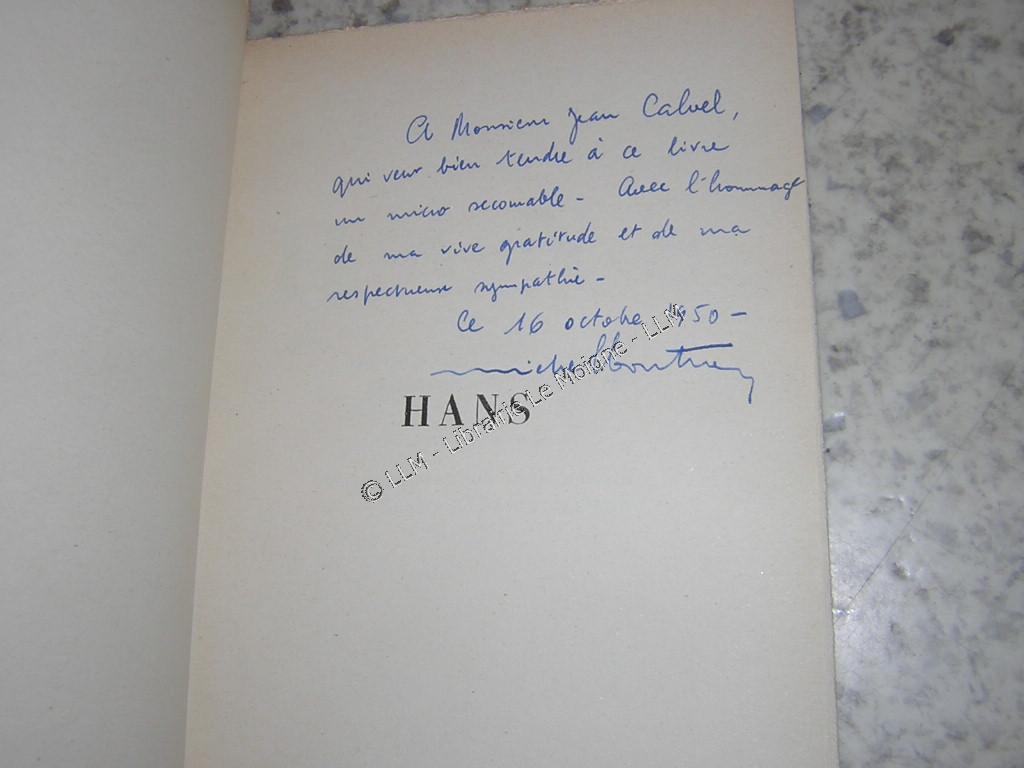 A Monsieur Jean Calvel,
qui veut bien tendre à ce livre
un micro secourable - Avec l'hommage
de ma vive gratitude et de ma
respectueuse sympathie -
Ce 16 octobre 1950 -
Michel
HANS
© LLM - Librairie Le Moigne - LLM